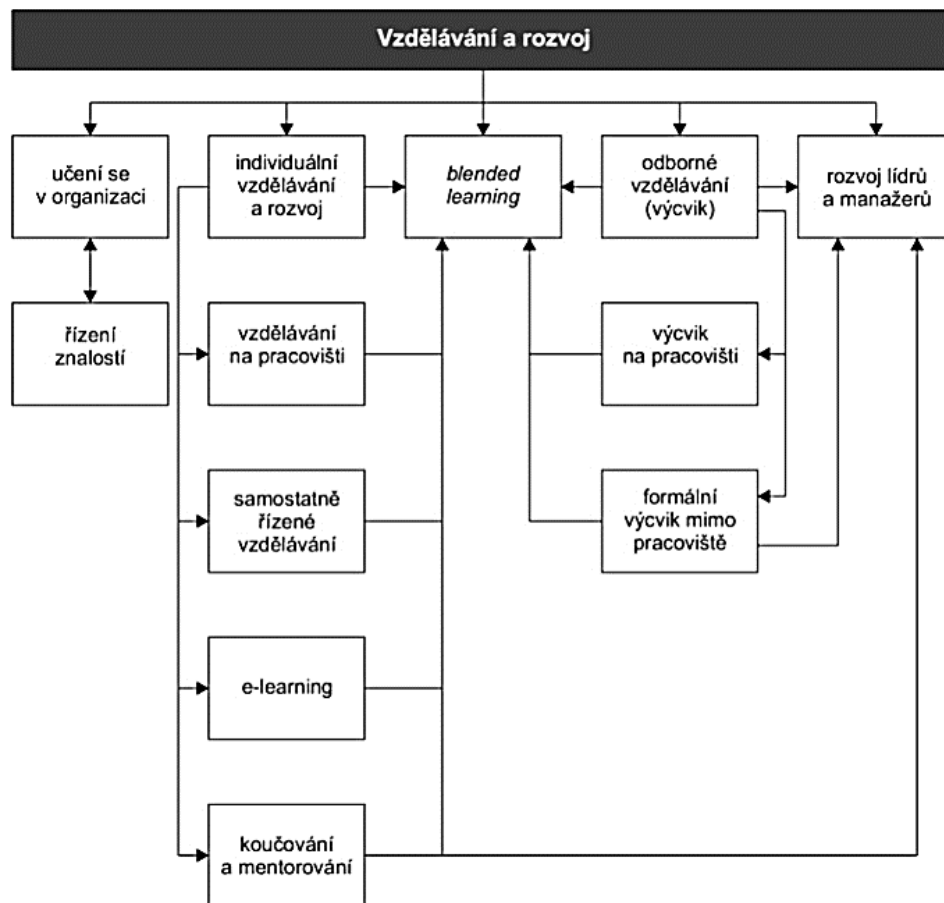 Vzdělávání a rozvoj
učení se
v organizaci
individuální
vzdělávání
a rozvoj
blended
learning
odborné
vzdělávání
(výcvik)
rozvoj lídrů
a manažerů
řízení
znalostí
vzdělávání
na pracovišti
výcvik
na pracovišti
samostatně
řízené
vzdělávání
formální
výcvik mimo
pracoviště
e-learning
koučování
a mentorování